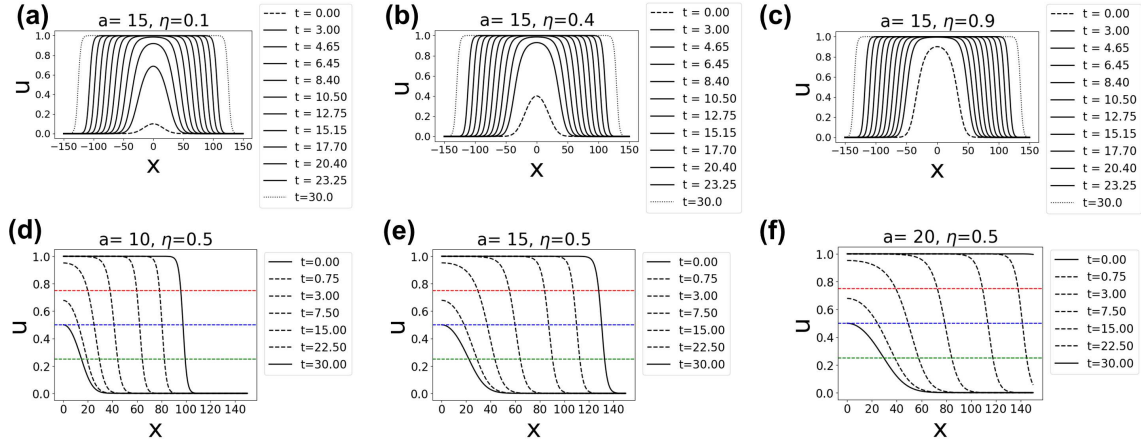 (a)
a= 15, η=0.1
u
1.0
0.8
0.6
0.4
0.2
0.0
−150 −100 −50 0 50 100 150
x
t = 0.00
t = 3.00
t = 4.65
t = 6.45
t = 8.40
t = 10.50
t = 12.75
t = 15.15
t = 17.70
t = 20.40
t = 23.25
t=30.0
(b)
a= 15, η=0.4
u
1.0
0.8
0.6
0.4
0.2
0.0
−150 −100 −50 0 50 100 150
x
t = 0.00
t = 3.00
t = 4.65
t = 6.45
t = 8.40
t = 10.50
t = 12.75
t = 15.15
t = 17.70
t = 20.40
t = 23.25
t=30.0
(c)
a= 15, η=0.9
u
1.0
0.8
0.6
0.4
0.2
0.0
−150 −100 −50 0 50 100 150
x
t = 0.00
t = 3.00
t = 4.65
t = 6.45
t = 8.40
t = 10.50
t = 12.75
t = 15.15
t = 17.70
t = 20.40
t = 23.25
t=30.0
(d)
a= 10, η=0.5
u
1.0
0.8
0.6
0.4
0.2
0.0
0 20 40 60 80 100 120 140
x
t=0.00
t=0.75
t=3.00
t=7.50
t=15.00
t=22.50
t=30.00
(e)
a= 15, η=0.5
u
1.0
0.8
0.6
0.4
0.2
0.0
0 20 40 60 80 100 120 140
x
t=0.00
t=0.75
t=3.00
t=7.50
t=15.00
t=22.50
t=30.00
(f)
a= 20, η=0.5
u
1.0
0.8
0.6
0.4
0.2
0.0
0 20 40 60 80 100 120 140
x
t=0.00
t=0.75
t=3.00
t=7.50
t=15.00
t=22.50
t=30.00